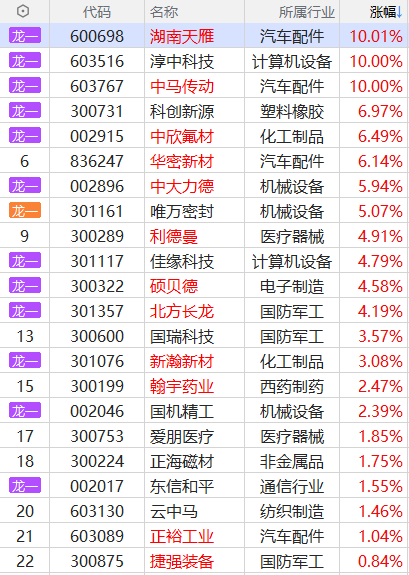 代码 名称 所属行业 涨幅↓
龙一 600698 湖南天雁 汽车配件 10.01%
龙一 603516 淳中科技 计算机设备 10.00%
龙一 603767 中马传动 汽车配件 10.00%
龙一 300731 科创新源 塑料橡胶 6.97%
龙一 002915 中欣氟材 化工制品 6.49%
6 836247 华密新材 汽车配件 6.14%
龙一 002896 中大力德 机械设备 5.94%
龙一 301161 唯万密封 机械设备 5.07%
9 300289 利德曼 医疗器械 4.91%
龙一 301117 佳缘科技 计算机设备 4.79%
龙一 300322 硕贝德 电子制造 4.58%
龙一 301357 北方长龙 国防军工 4.19%
13 300600 国瑞科技 国防军工 3.57%
龙一 301076 新瀚新材 化工制品 3.08%
15 300199 翰宇药业 西药制药 2.47%
龙一 002046 国机精工 机械设备 2.39%
17 300753 爱朋医疗 医疗器械 1.85%
18 300224 正海磁材 非金属品 1.75%
龙一 002017 东信和平 通信行业 1.55%
20 603130 云中马 纺织制造 1.46%
21 603089 正裕工业 汽车配件 1.04%
22 300875 捷强装备 国防军工 0.84%